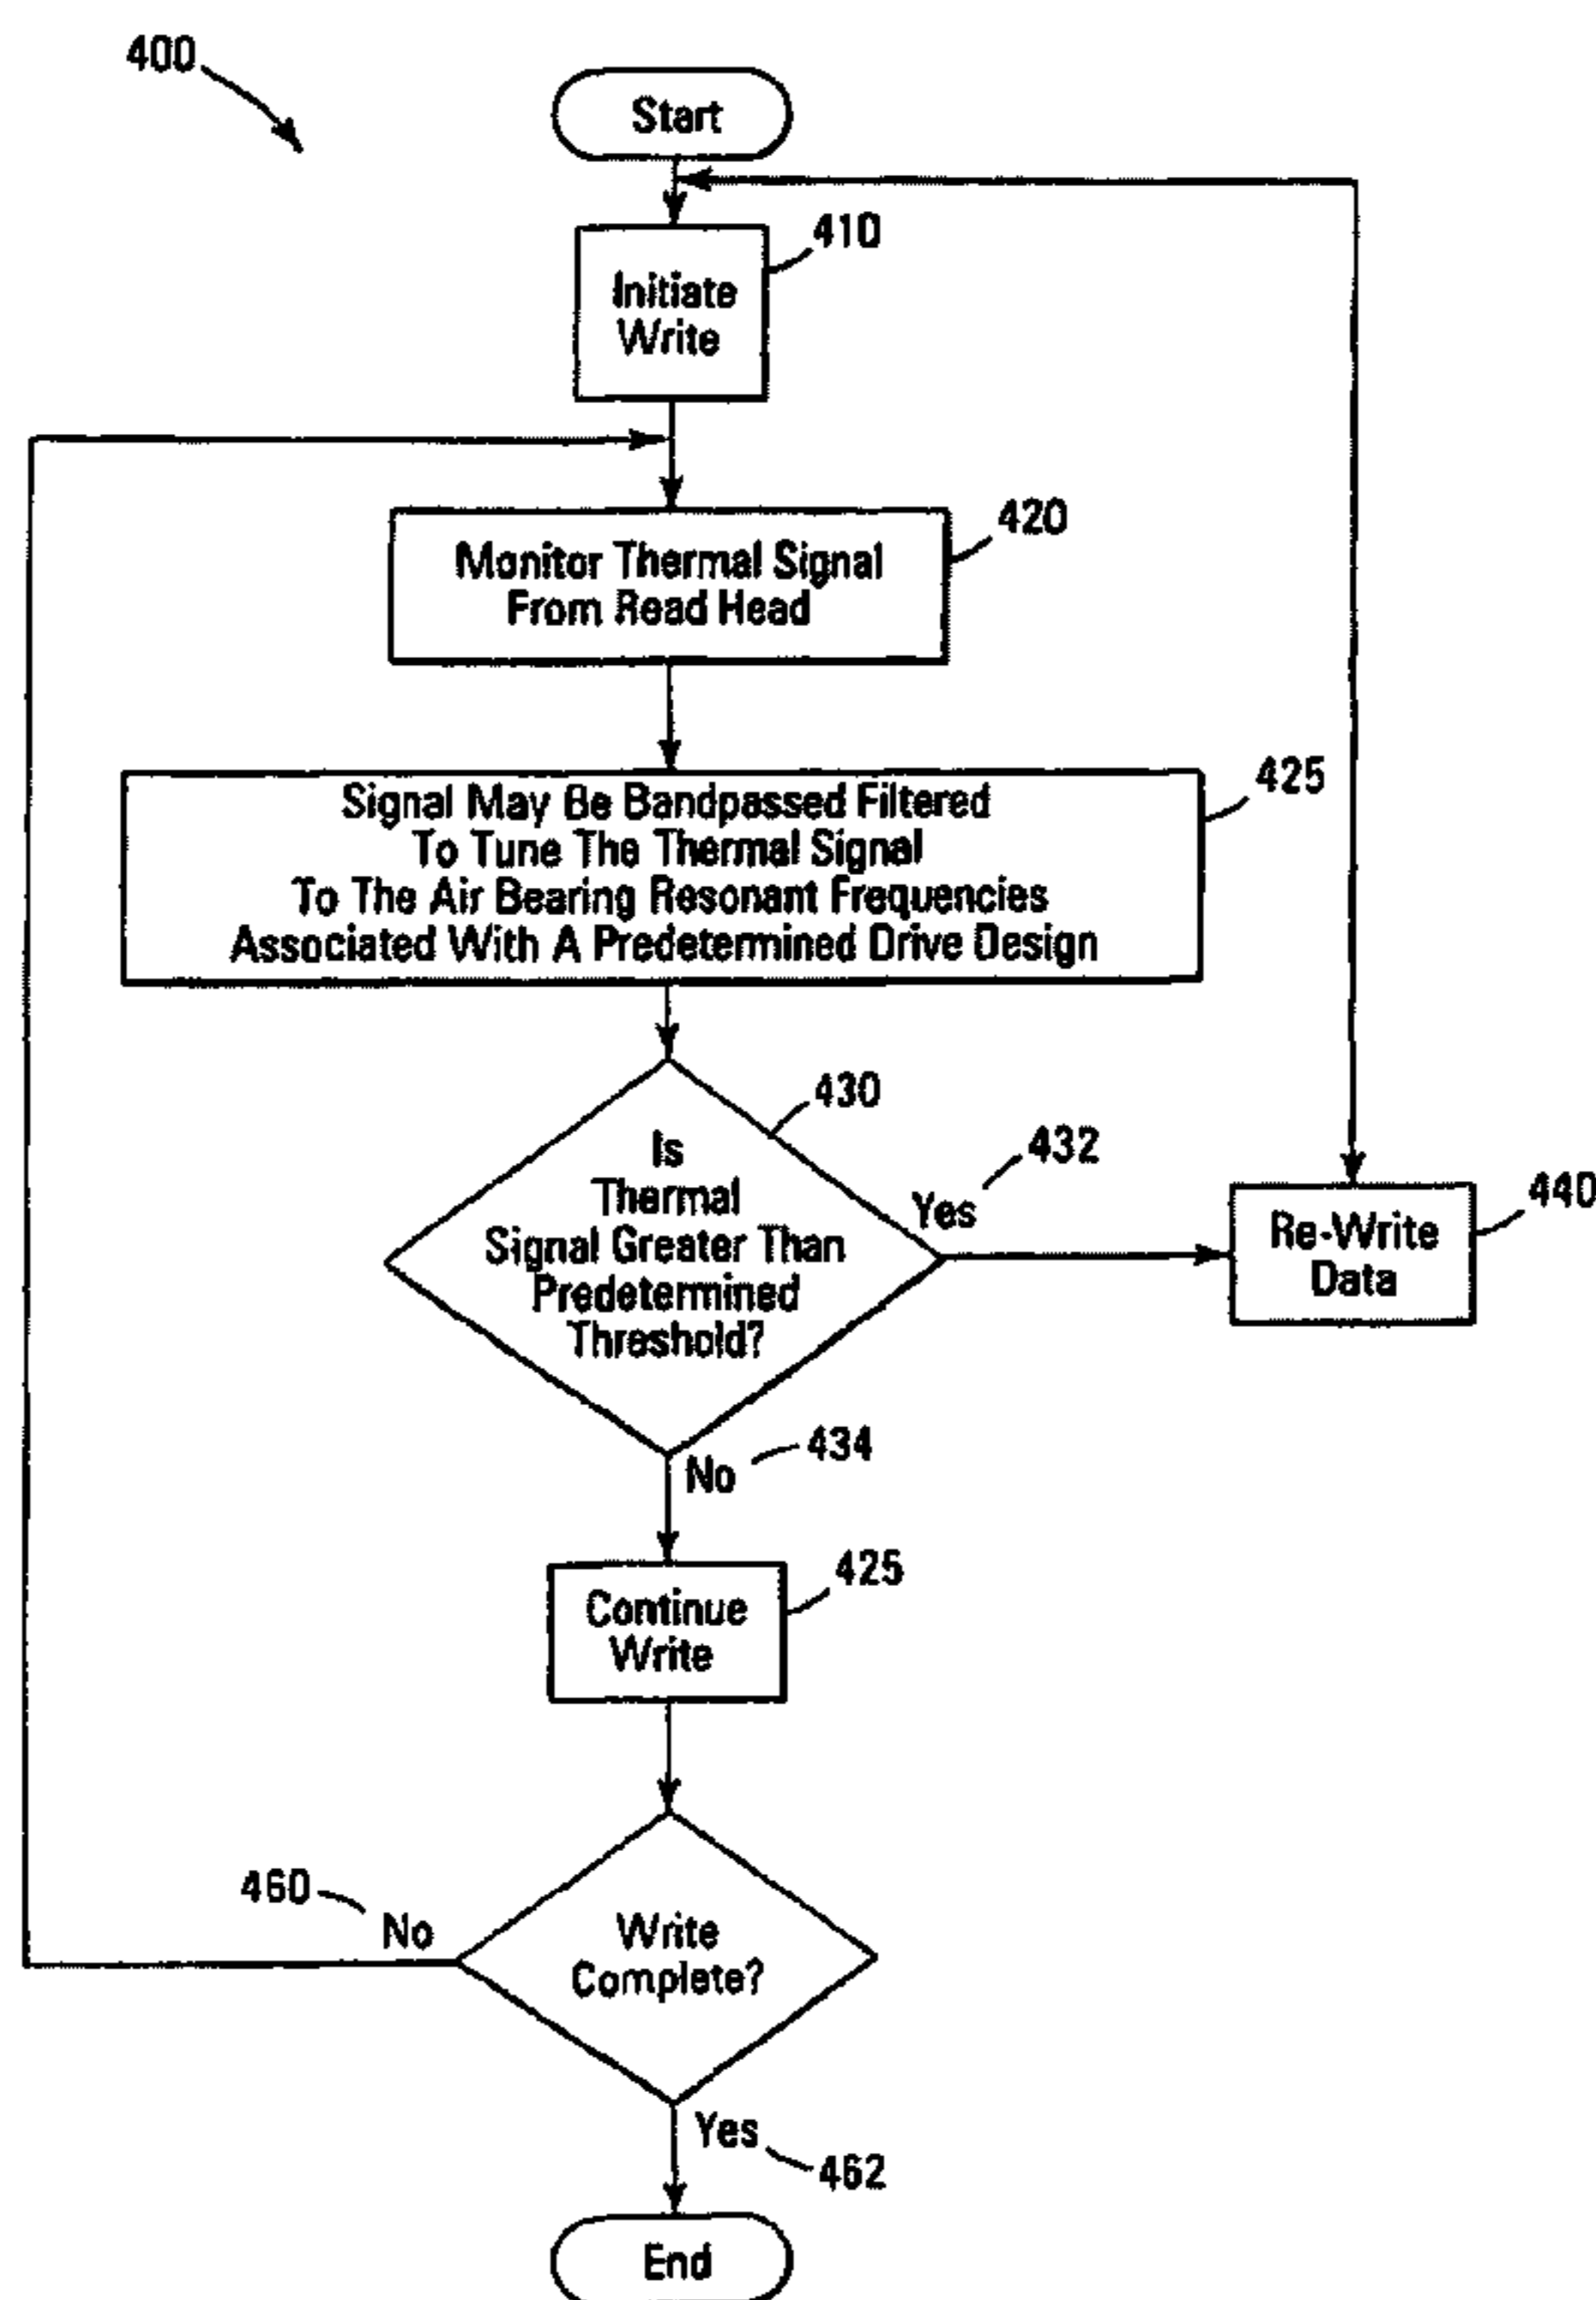 400
Start
410
Initiate
Write
420
Monitor Thermal Signal
From Read Head
425
Signal May Be Bandpassed Filtered
To Tune The Thermal Signal
To The Air Bearing Resonant Frequencies
Associated With A Predetermined Drive Design
430
Is
Thermal
Signal Greater Than
Predetermined
Threshold?
432
Yes
440
Re-Write
Data
434
No
425
Continue
Write
460
No
Write
Complete?
Yes
462
End